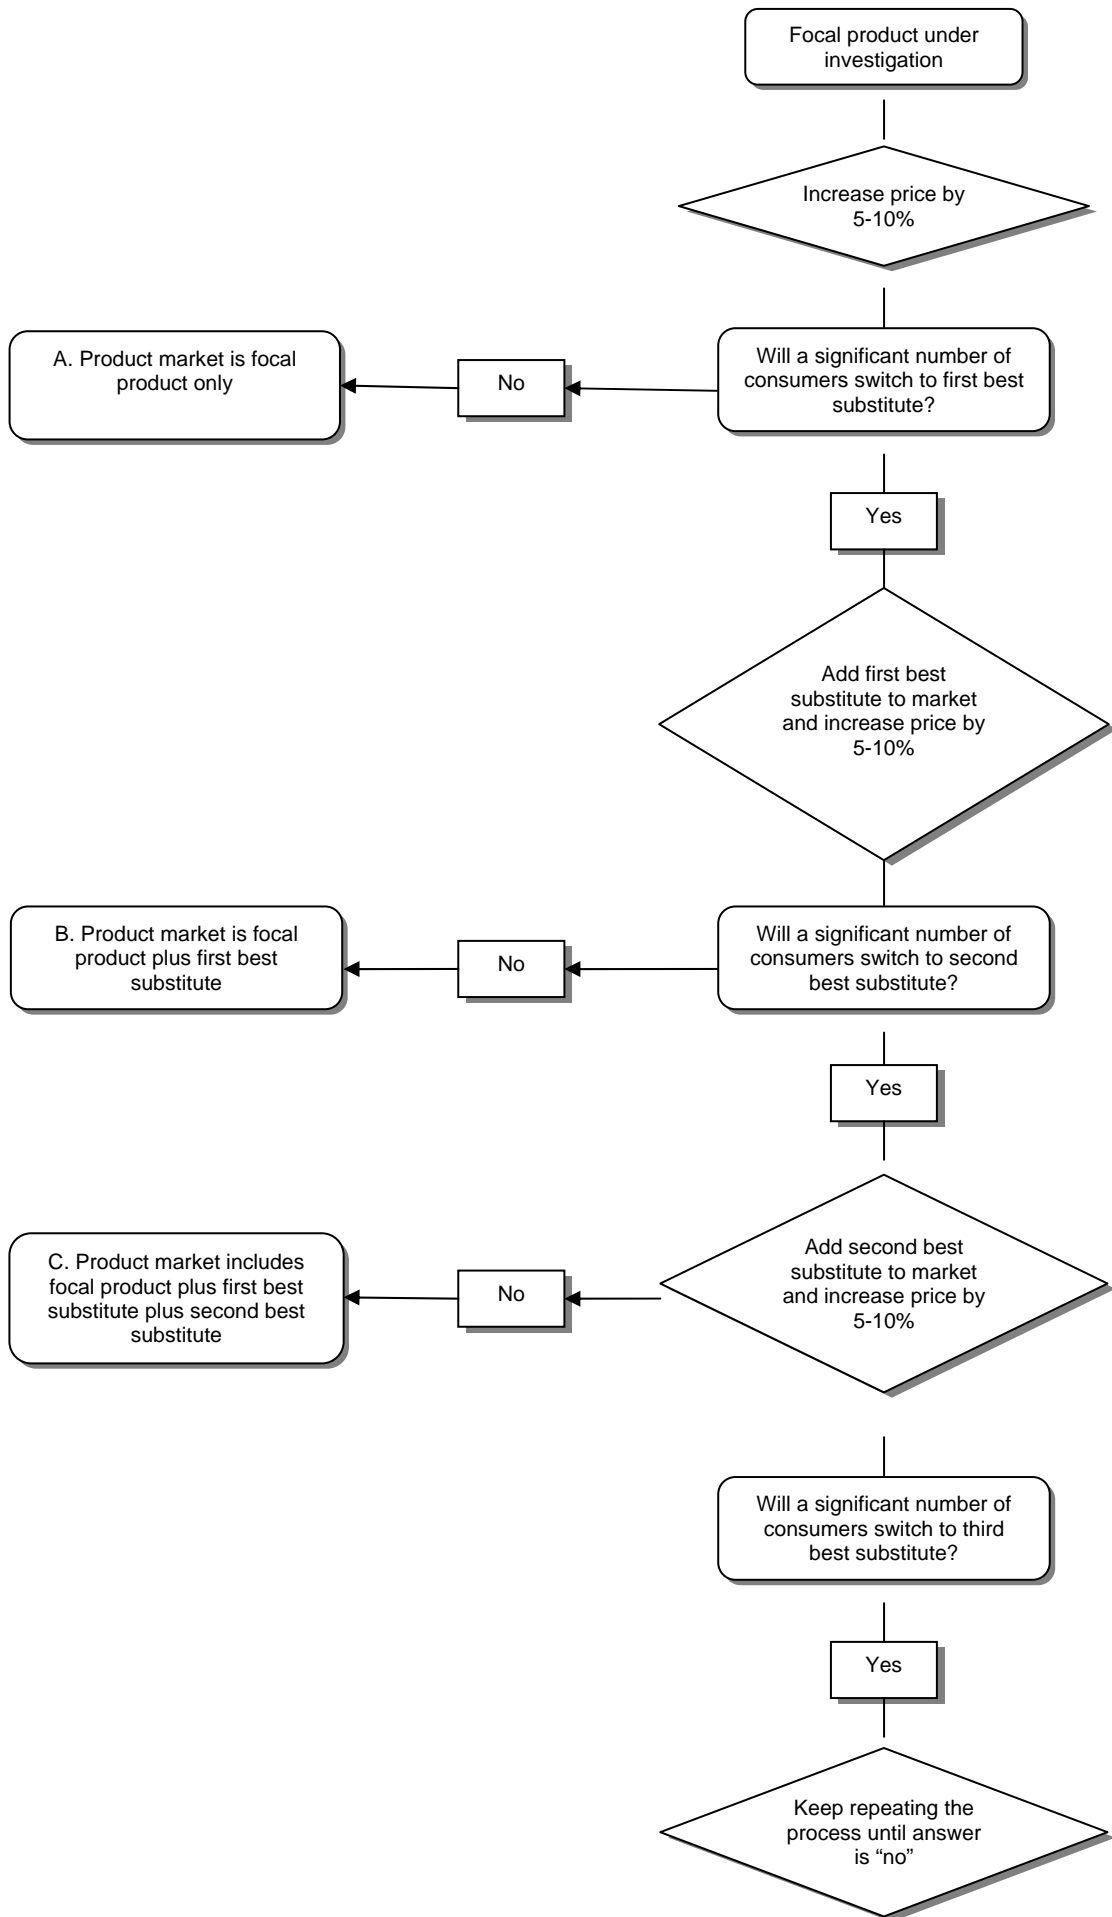 Focal product under
investigation
Increase price by
5-10%
Will a significant number of
consumers switch to first best
substitute?
No
A. Product market is focal
product only
Yes
Add first best
substitute to market
and increase price by
5-10%
Will a significant number of
consumers switch to second
best substitute?
No
B. Product market is focal
product plus first best
substitute
Yes
Add second best
substitute to market
and increase price by
5-10%
No
C. Product market includes
focal product plus first best
substitute plus second best
substitute
Will a significant number of
consumers switch to third
best substitute?
Yes
Keep repeating the
process until answer
is “no”